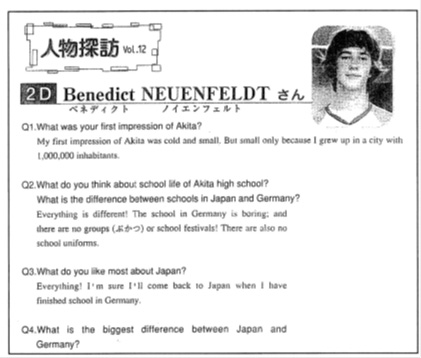 人物探訪 Vol.12
2D Benedict NEUENFELDT さん
ベネディクト ノイエンフェルト
Q1.What was your first impression of Akita?
My first impression of Akita was cold and small. But small only because I grew up in a city with
1,000,000 inhabitants.
Q2.What do you think about school life of Akita high school?
What is the difference between schools in Japan and Germany?
Everything is different! The school in Germany is boring; and
there are no groups (ぶかつ) or school festivals! There are also no
school uniforms.
Q3.What do you like most about Japan?
Everything! I'm sure I'll come back to Japan when I have
finished school in Germany.
Q4.What is the biggest difference between Japan and
Germany?